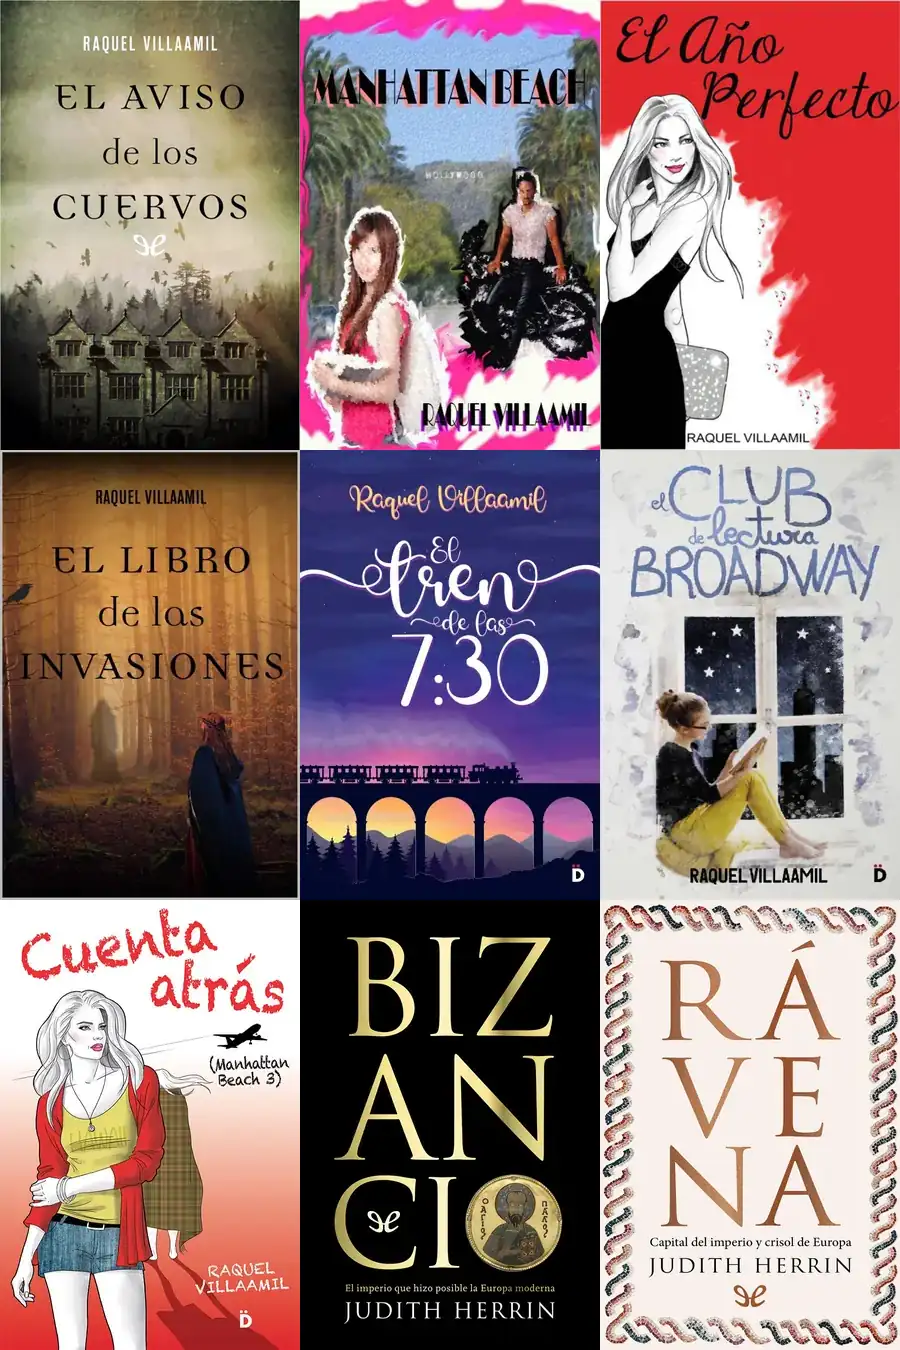 RAQUEL VILLAAMIL
EL AVISO
de los
CUERVOS
MANHATTAN BEACH
HOLLYWOOD
RAQUEL VILLAAMIL
El Año
Perfecto
RAQUEL VILLAAMIL
RAQUEL VILLAAMIL
EL LIBRO
de las
INVASIONES
Raquel Villaamil
El
tren
de las
7:30
D
el CLUB
de lectura
BROADWAY
RAQUEL VILLAAMIL
D
Cuenta
atrás
(Manhattan
Beach 3)
RAQUEL
VILLAAMIL
D
BIZ
AN
CIO
El imperio que hizo posible la Europa moderna
JUDITH HERRIN
RÁ
VE
NA
Capital del imperio y crisol de Europa
JUDITH HERRIN